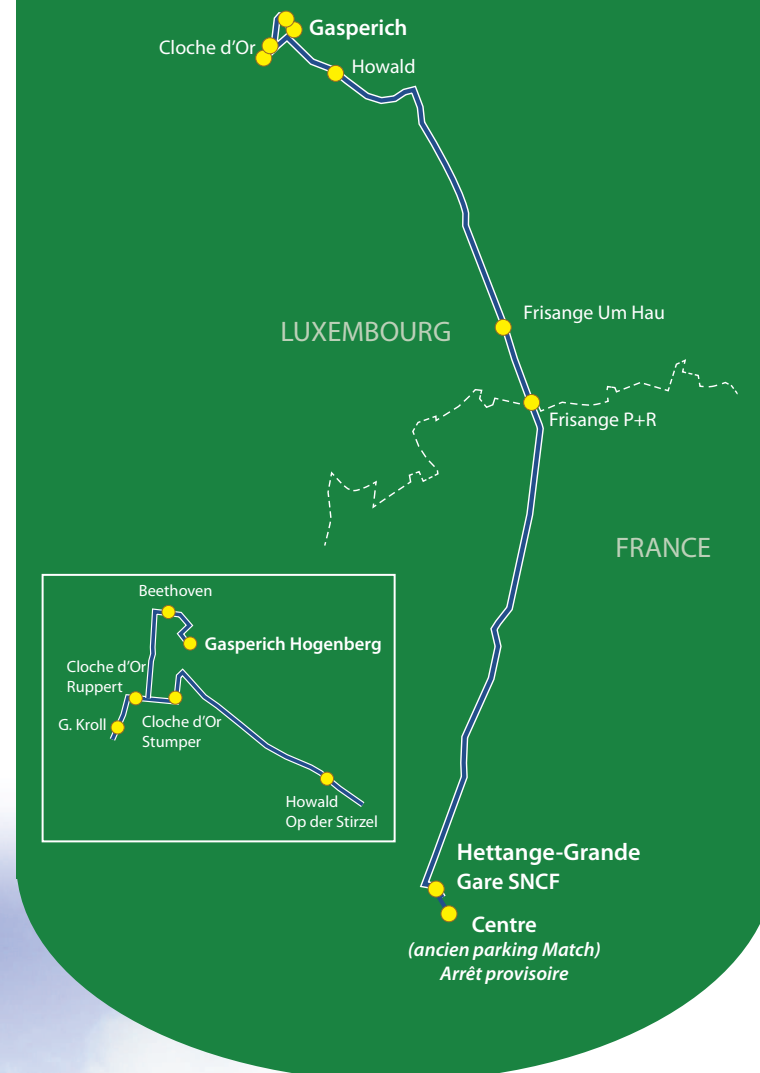 Gasperich
Cloche d'Or
Howald
LUXEMBOURG
Frisange Um Hau
Frisange P+R
FRANCE
Beethoven
Gasperich Hogenberg
Cloche d'Or
Ruppert
G. Kroll
Cloche d'Or
Stumper
Howald
Op der Stirzel
Hettange-Grande
Gare SNCF
Centre
(ancien parking Match)
Arrêt provisoire